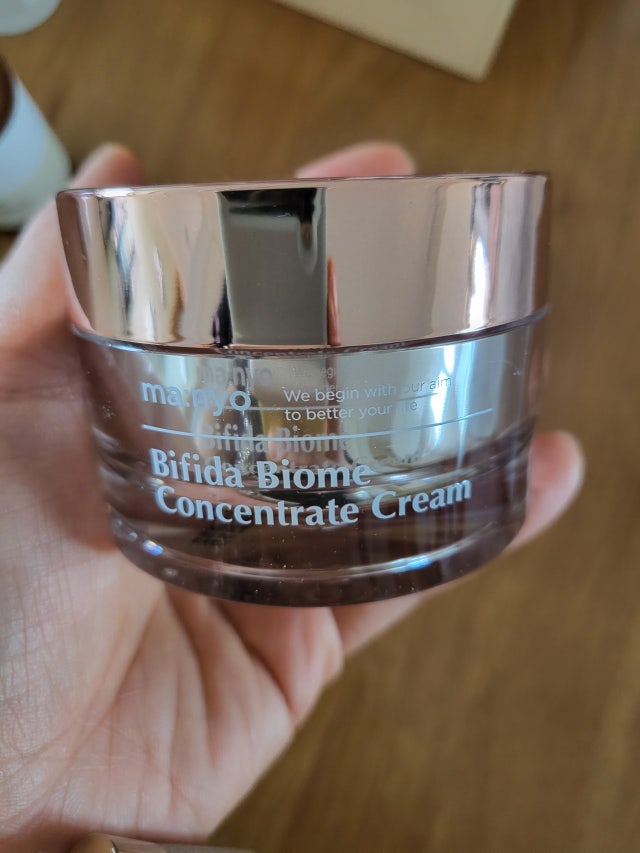 ma:nyo
We begin with our aim
to better your life
Bifida Biome
Concentrate Cream